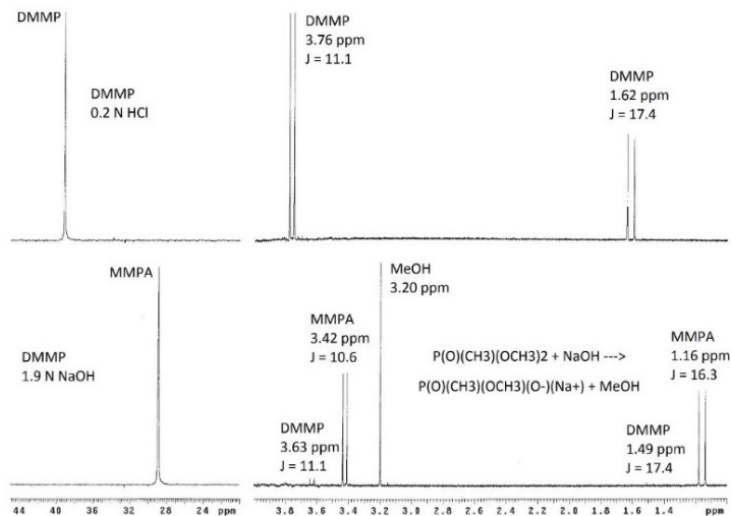 DMMP
DMMP
0.2 N HCl
DMMP
3.76 ppm
J = 11.1
DMMP
1.62 ppm
J = 17.4
MMPA
DMMP
1.9 N NaOH
MMPA
3.42 ppm
J = 10.6
DMMP
3.63 ppm
J = 11.1
MeOH
3.20 ppm
P(O)(CH3)(OCH3)2 + NaOH --->
P(O)(CH3)(OCH3)(O-)(Na+) + MeOH
MMPA
1.16 ppm
J = 16.3
DMMP
1.49 ppm
J = 17.4
44 40 36 32 28 24 ppm
3.8 3.6 3.4 3.2 3.0 2.8 2.6 2.4 2.2 2.0 1.8 1.6 1.4 ppm